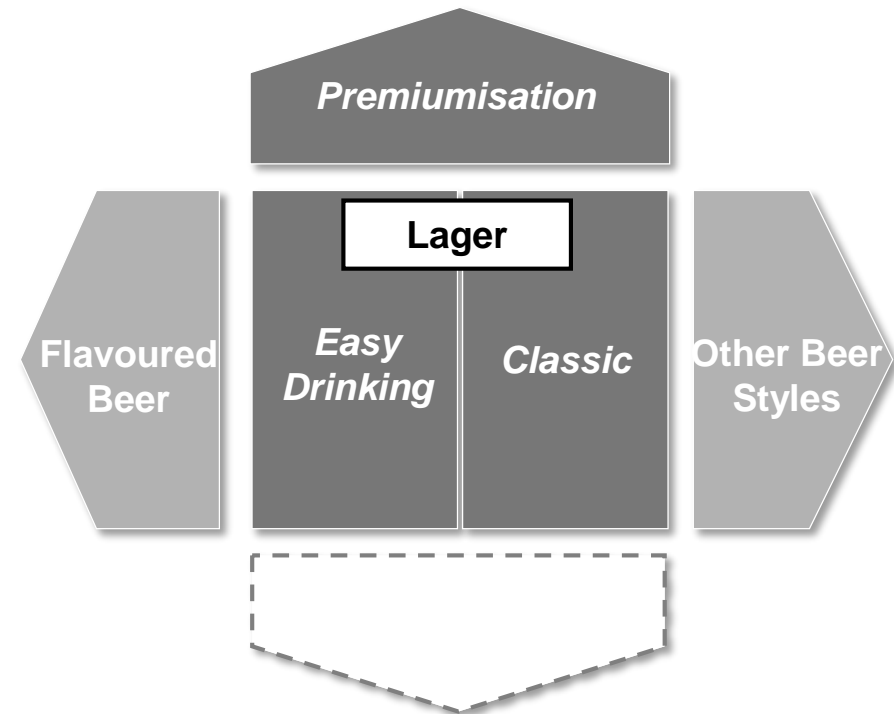 Premiumisation
Lager
Flavoured
Beer
Easy
Drinking
Classic
Other Beer
Styles